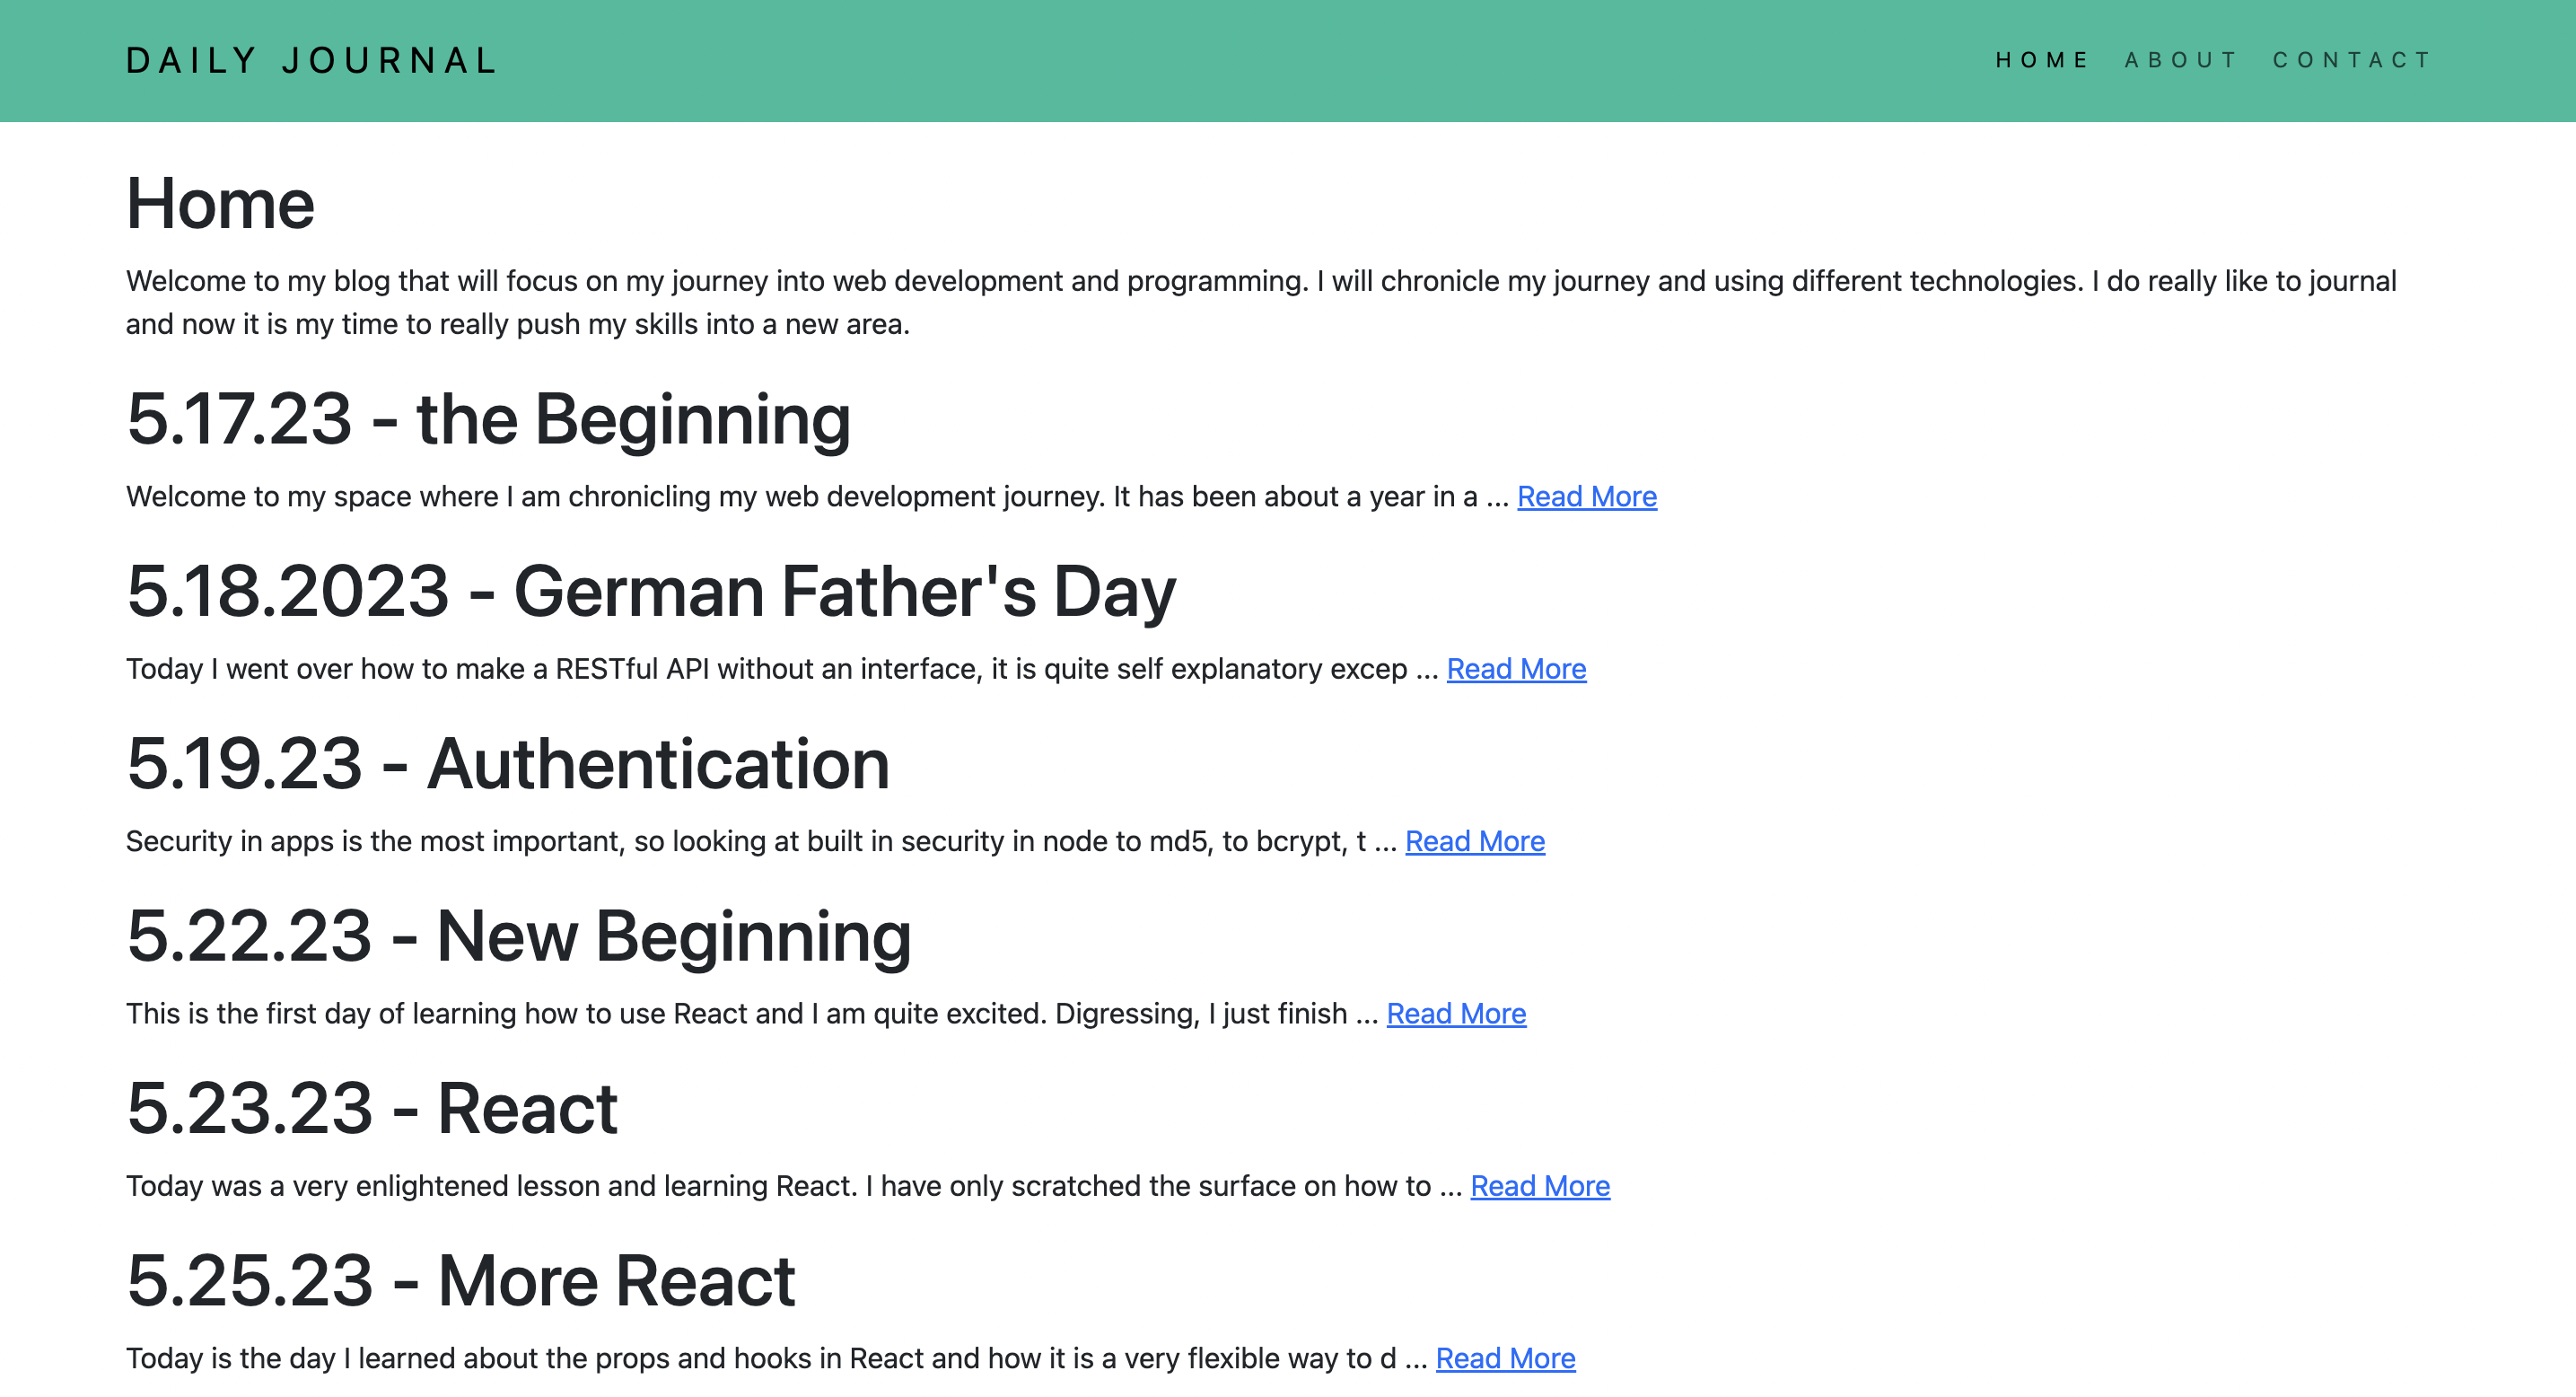 DAILY JOURNAL
HOME ABOUT CONTACT
Home
Welcome to my blog that will focus on my journey into web development and programming. I will chronicle my journey and using different technologies. I do really like to journal
and now it is my time to really push my skills into a new area.
5.17.23 - the Beginning
Welcome to my space where I am chronicling my web development journey. It has been about a year in a ... Read More
5.18.2023 - German Father's Day
Today I went over how to make a RESTful API without an interface, it is quite self explanatory excep ... Read More
5.19.23 - Authentication
Security in apps is the most important, so looking at built in security in node to md5, to bcrypt, t ... Read More
5.22.23 - New Beginning
This is the first day of learning how to use React and I am quite excited. Digressing, I just finish ... Read More
5.23.23 - React
Today was a very enlightened lesson and learning React. I have only scratched the surface on how to ... Read More
5.25.23 - More React
Today is the day I learned about the props and hooks in React and how it is a very flexible way to d ... Read More